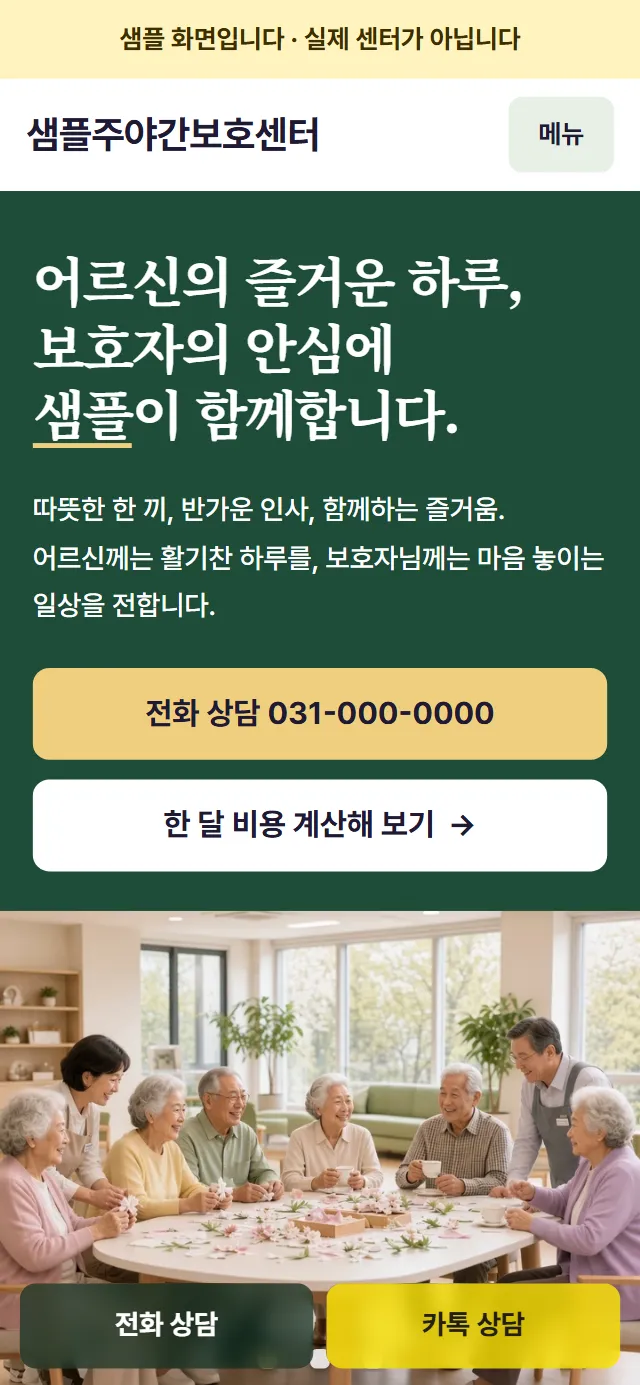 샘플 화면입니다 · 실제 센터가 아닙니다
샘플주야간보호센터
메뉴
어르신의 즐거운 하루,
보호자의 안심에
샘플이 함께합니다.
따뜻한 한 끼, 반가운 인사, 함께하는 즐거움.
어르신께는 활기찬 하루를, 보호자님께는 마음 놓이는
일상을 전합니다.
전화 상담 031-000-0000
한 달 비용 계산해 보기 →
전화 상담
카톡 상담